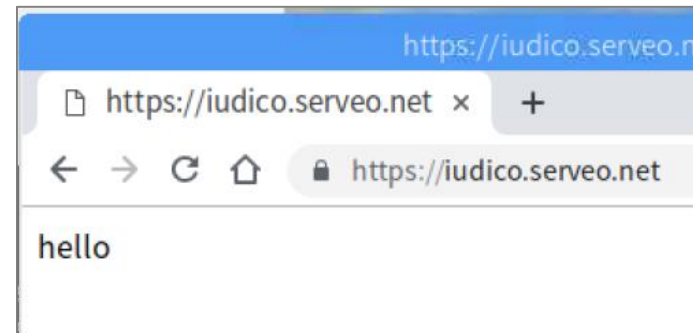 https://iudico.serveo.n
https://iudico.serveo.net × +
https://iudico.serveo.net
hello